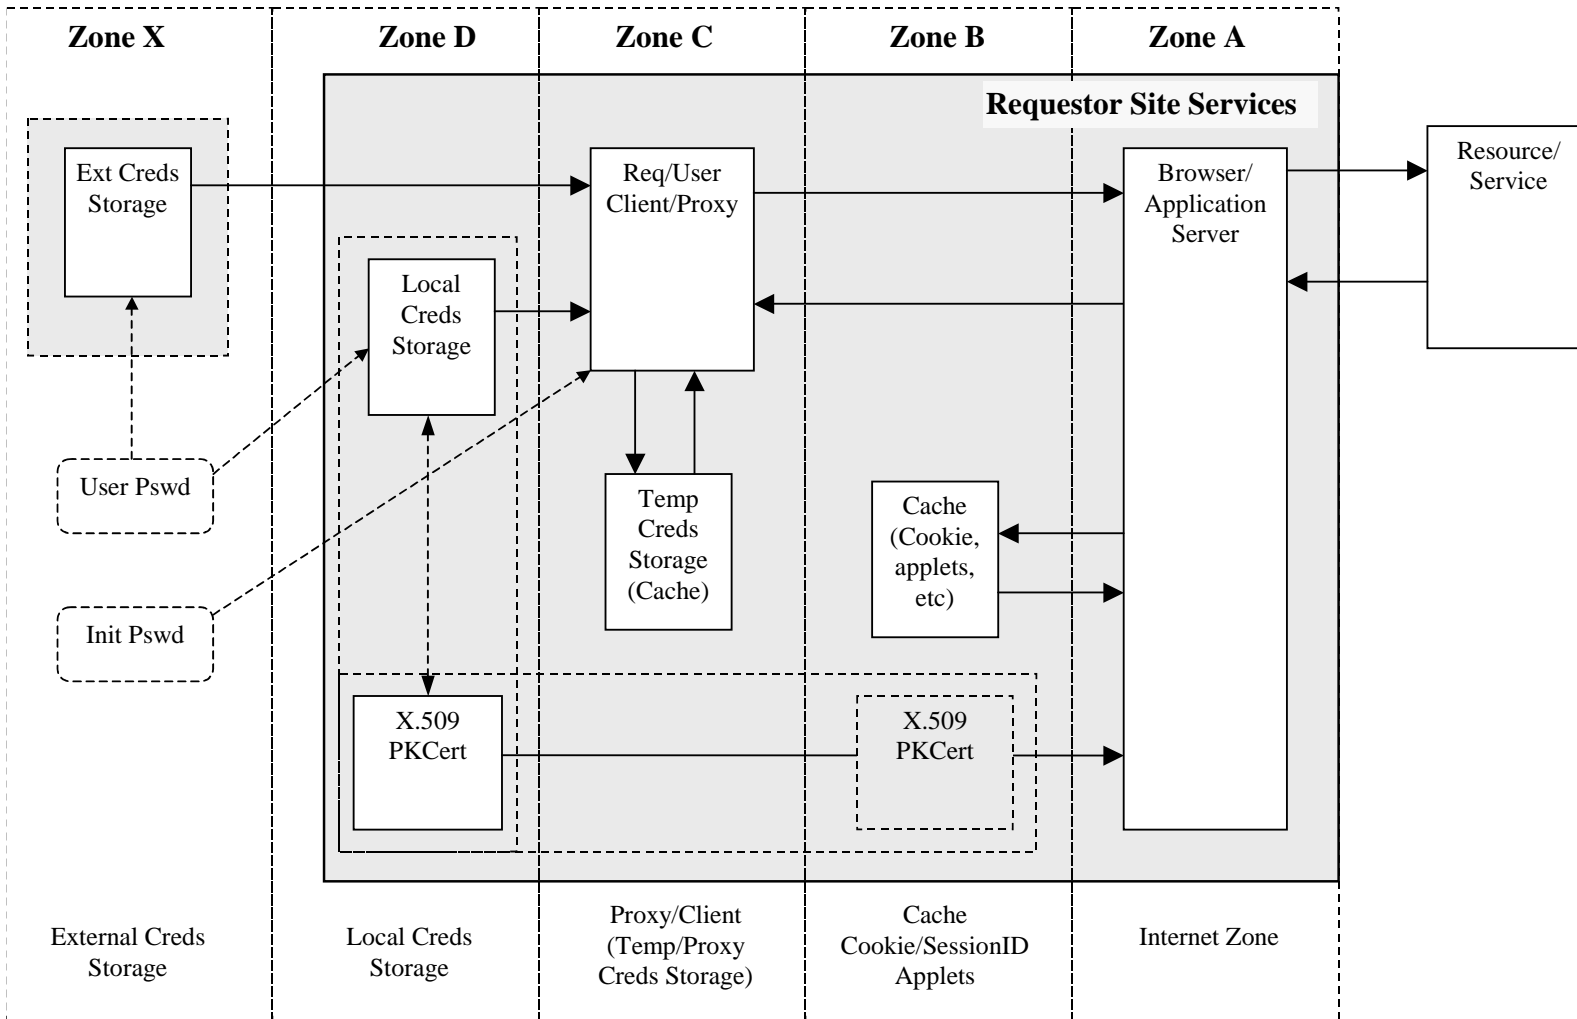 Zone X
Zone D
Zone C
Zone B
Zone A
Requestor Site Services
Ext Creds
Storage
Req/User
Client/Proxy
Browser/
Application
Server
Resource/
Service
Local
Creds
Storage
User Pswd
Temp
Creds
Storage
(Cache)
Cache
(Cookie,
applets,
etc)
Init Pswd
X.509
PKCert
X.509
PKCert
External Creds
Storage
Local Creds
Storage
Proxy/Client
(Temp/Proxy
Creds Storage)
Cache
Cookie/SessionID
Applets
Internet Zone